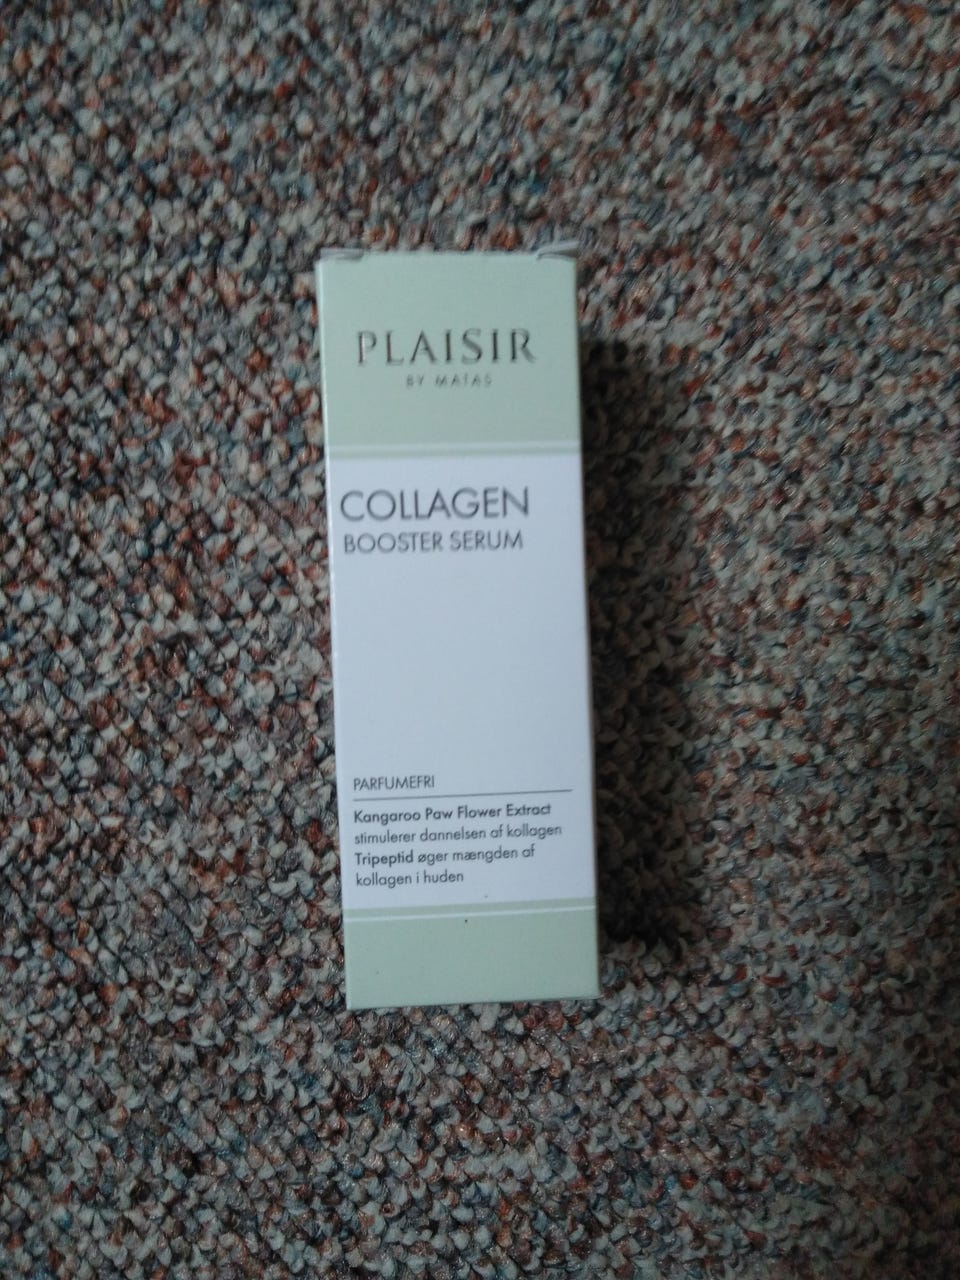 PLAISIR
BY MATAS
COLLAGEN
BOOSTER SERUM
PARFUMEFRI
Kangaroo Paw Flower Extract
stimulerer dannelsen af kollagen
Tripeptid øger mængden af
kollagen i huden